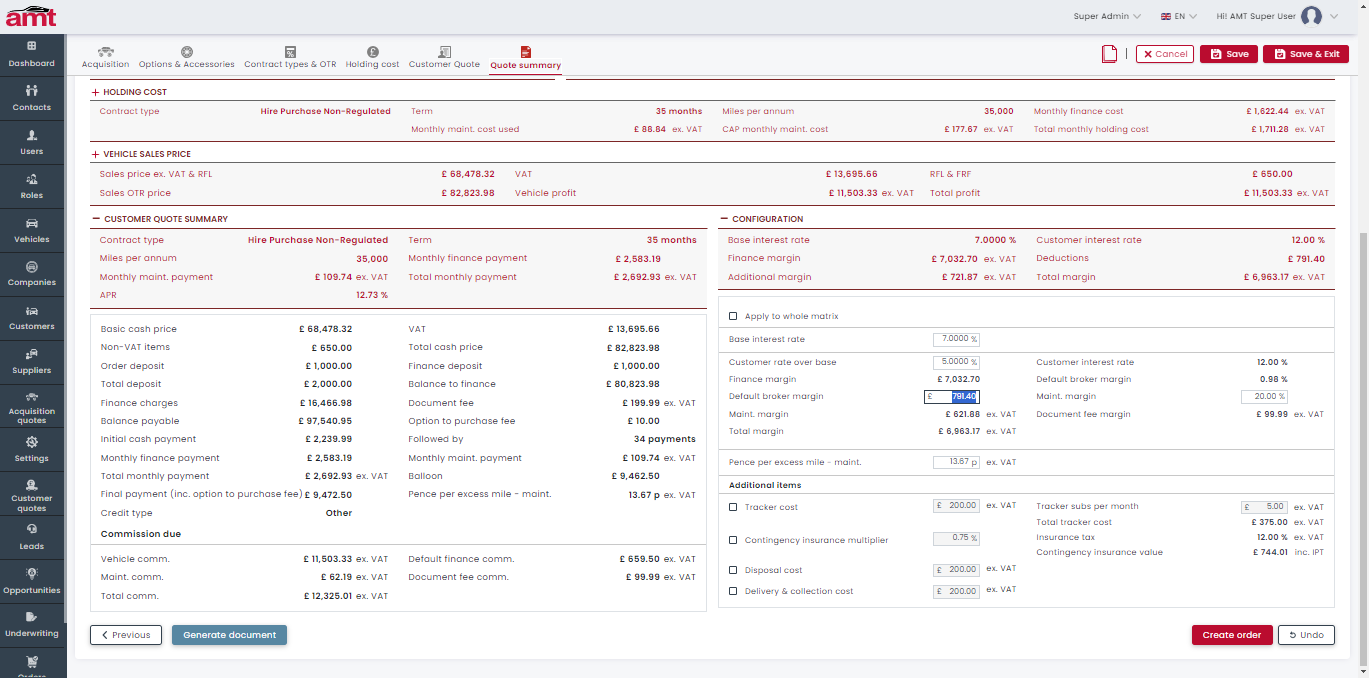 amt
Super Admin
EN
Hi! AMT Super User
Dashboard
Contacts
Users
Roles
Vehicles
Companies
Customers
Suppliers
Acquisition
quotes
Settings
Customer
quotes
Leads
Opportunities
Underwriting
Orders
Acquisition
Options & Accessories
Contract types & OTR
Holding cost
Customer Quote
Quote summary
Cancel
Save
Save & Exit
HOLDING COST
Contract type Hire Purchase Non-Regulated Term 35 months Miles per annum 35,000 Monthly finance cost £ 1,622.44 ex. VAT
Monthly maint. cost used £ 88.84 ex. VAT CAP monthly maint. cost £ 177.67 ex. VAT Total monthly holding cost £ 1,711.28 ex. VAT
VEHICLE SALES PRICE
Sales price ex. VAT & RFL £ 68,478.32 VAT £ 13,695.66 RFL & FRF £ 650.00
Sales OTR price £ 82,823.98 Vehicle profit £ 11,503.33 ex. VAT Total profit £ 11,503.33 ex. VAT
CUSTOMER QUOTE SUMMARY
Contract type Hire Purchase Non-Regulated Term 35 months
Miles per annum 35,000 Monthly finance payment £ 2,583.19
Monthly maint. payment £ 109.74 ex. VAT Total monthly payment £ 2,692.93 ex. VAT
APR 12.73 %
Basic cash price £ 68,478.32 VAT £ 13,695.66
Non-VAT items £ 650.00 Total cash price £ 82,823.98
Order deposit £ 1,000.00 Finance deposit £ 1,000.00
Total deposit £ 2,000.00 Balance to finance £ 80,823.98
Finance charges £ 16,466.98 Document fee £ 199.99 ex. VAT
Balance payable £ 97,540.95 Option to purchase fee £ 10.00
Initial cash payment £ 2,239.99 Followed by 34 payments
Monthly finance payment £ 2,583.19 Monthly maint. payment £ 109.74 ex. VAT
Total monthly payment £ 2,692.93 ex. VAT Balloon £ 9,462.50
Final payment (inc. option to purchase fee) £ 9,472.50 Pence per excess mile - maint. 13.67 p ex. VAT
Credit type Other
Commission due
Vehicle comm. £ 11,503.33 ex. VAT Default finance comm. £ 659.50 ex. VAT
Maint. comm. £ 62.19 ex. VAT Document fee comm. £ 99.99 ex. VAT
Total comm. £ 12,325.01 ex. VAT
CONFIGURATION
Base interest rate 7.0000 % Customer interest rate 12.00 %
Finance margin £ 7,032.70 ex. VAT Deductions £ 791.40
Additional margin £ 721.87 ex. VAT Total margin £ 6,963.17 ex. VAT
Apply to whole matrix
Base interest rate 7.0000 %
Customer rate over base 5.0000 % Customer interest rate 12.00 %
Finance margin £ 7,032.70 Default broker margin 0.98 %
Default broker margin £ 791.40 Maint. margin 20.00 %
Maint. margin £ 621.88 ex. VAT Document fee margin £ 99.99 ex. VAT
Total margin £ 6,963.17 ex. VAT
Pence per excess mile - maint. 13.67 p ex. VAT
Additional items
Tracker cost £ 200.00 ex. VAT Tracker subs per month £ 5.00 ex. VAT
Total tracker cost £ 375.00 ex. VAT
Contingency insurance multiplier 0.75 % Insurance tax 12.00 % ex. VAT
Contingency insurance value £ 744.01 inc. IPT
Disposal cost £ 200.00 ex. VAT
Delivery & collection cost £ 200.00 ex. VAT
Previous
Generate document
Create order
Undo